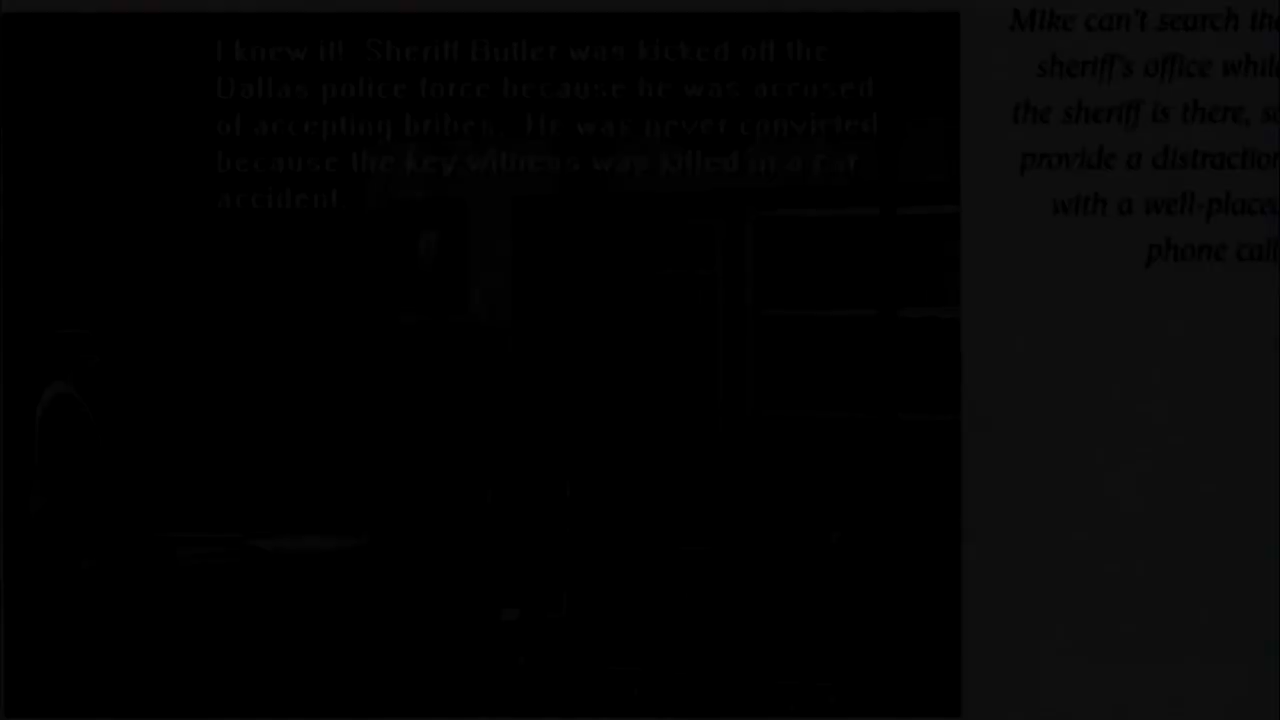 I knew it! Sheriff Butler was kicked off the
Dallas police force because he was accused
of accepting bribes. He was never convicted
because the key witness was killed in a car
accident.
Mike can't search the
sheriff's office while
the sheriff is there, so
provide a distraction
with a well-placed
phone call